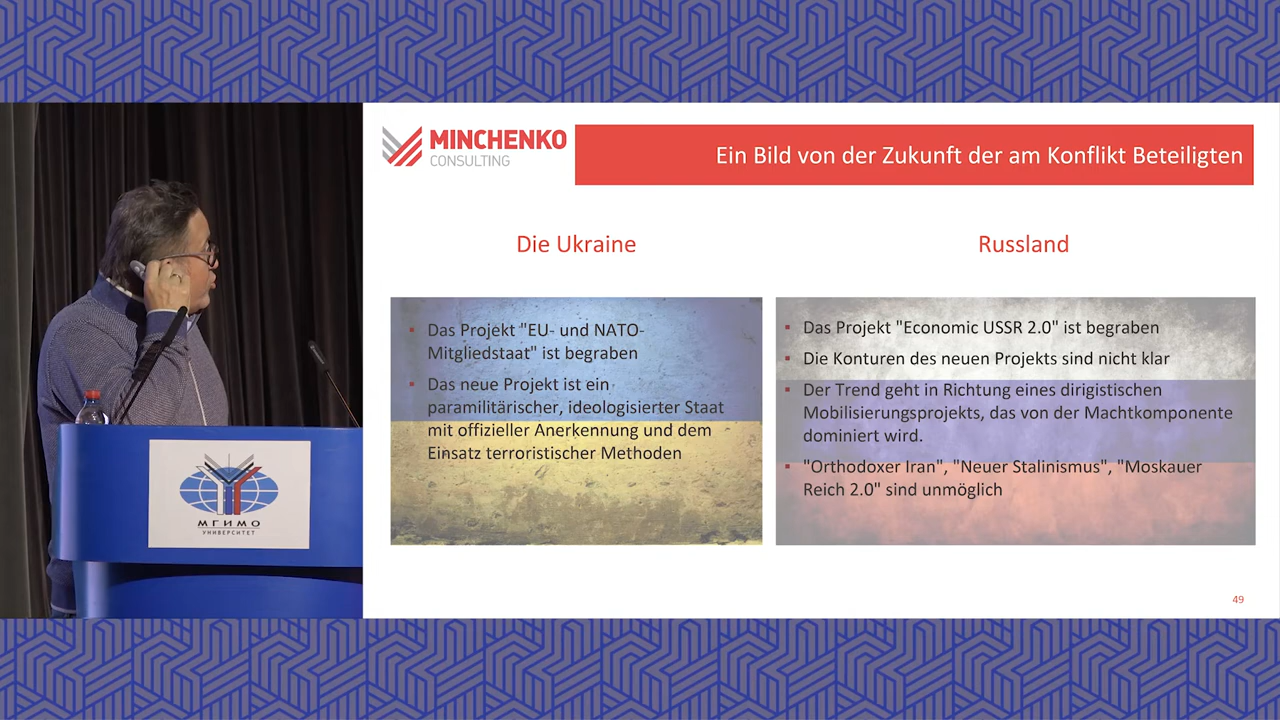 MINCHENKO
CONSULTING
Ein Bild von der Zukunft der am Konflikt Beteiligten
Die Ukraine
▪ Das Projekt "EU- und NATO-
Mitgliedstaat" ist begraben
▪ Das neue Projekt ist ein
paramilitärischer, ideologisierter Staat
mit offizieller Anerkennung und dem
Einsatz terroristischer Methoden
Russland
▪ Das Projekt "Economic USSR 2.0" ist begraben
▪ Die Konturen des neuen Projekts sind nicht klar
▪ Der Trend geht in Richtung eines dirigistischen
Mobilisierungsprojekts, das von der Machtkomponente
dominiert wird.
▪ "Orthodoxer Iran", "Neuer Stalinismus", "Moskauer
Reich 2.0" sind unmöglich
49
МГИМО
УНИВЕРСИТЕТ